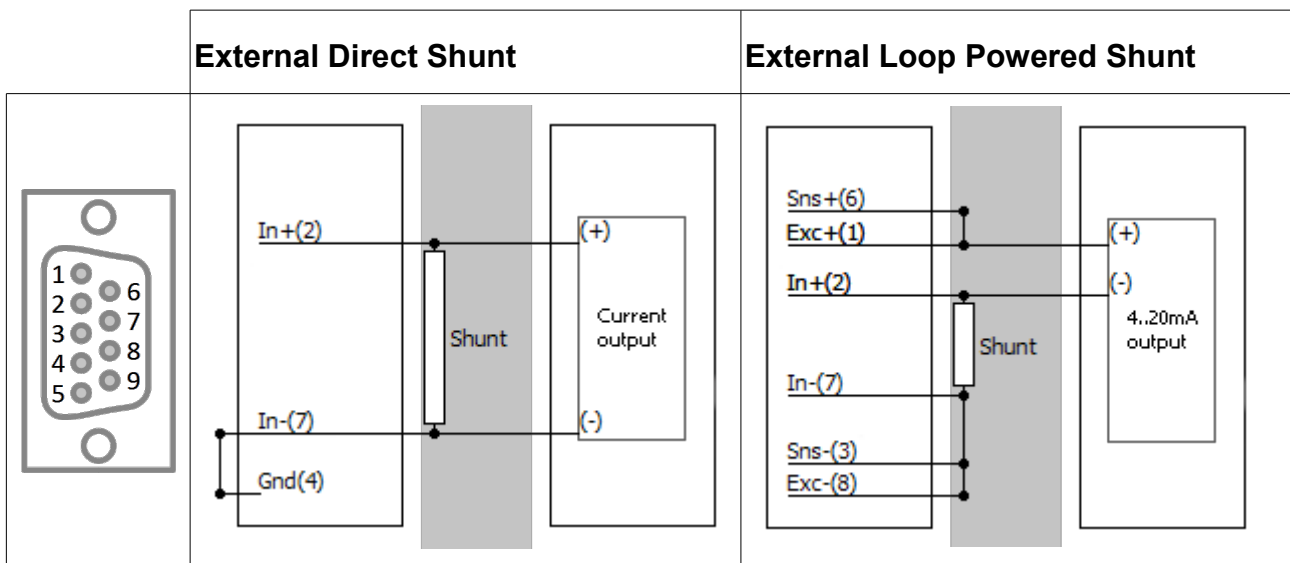 External Direct Shunt
External Loop Powered Shunt
1
2
3
4
5
6
7
8
9
In+(2)
In-(7)
Gnd(4)
Shunt
(+)
Current
output
(-)
Sns+(6)
Exc+(1)
In+(2)
In-(7)
Sns-(3)
Exc-(8)
Shunt
(+)
(-)
4..20mA
output